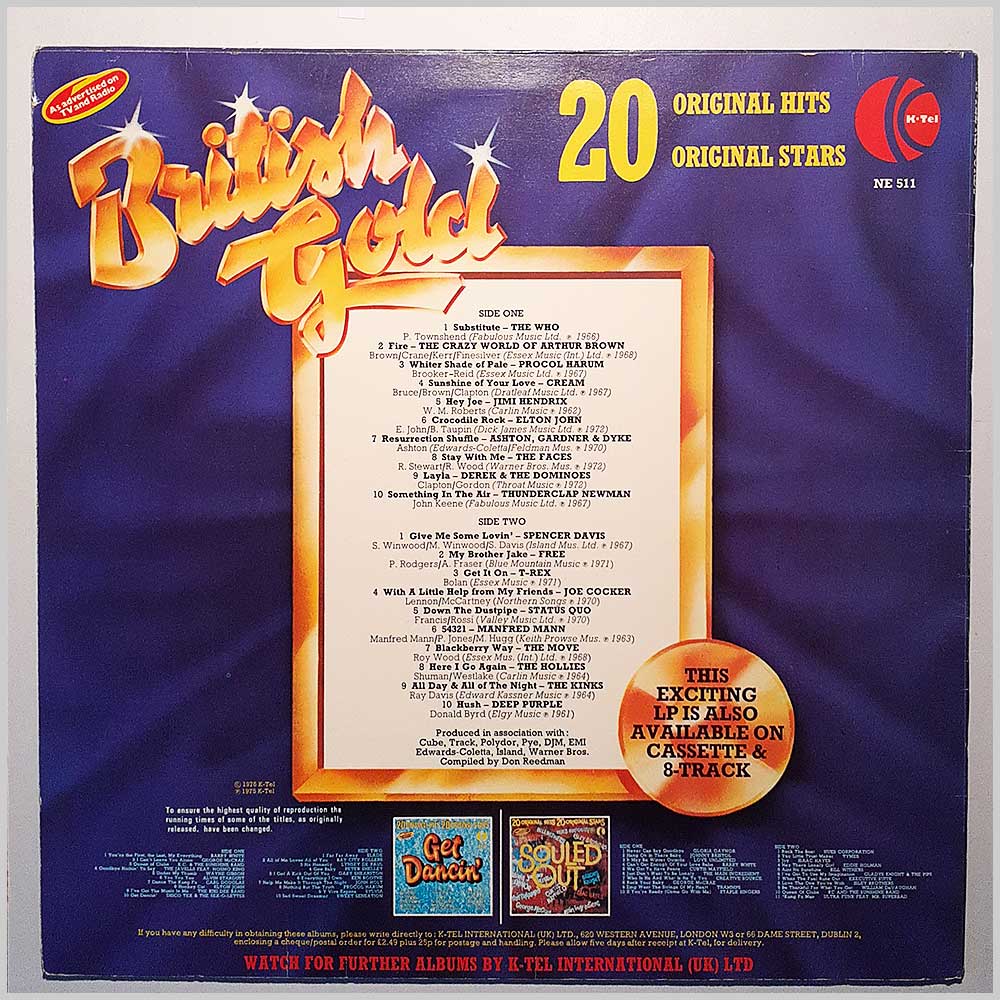 As advertised on
TV and Radio
British
Gold
20
ORIGINAL HITS
ORIGINAL STARS
K·Tel
NE 511
SIDE ONE
1 Substitute – THE WHO
P. Townshend (Fabulous Music Ltd. ℗ 1966)
2 Fire – THE CRAZY WORLD OF ARTHUR BROWN
Brown/Crane/Kerr/Finesilver (Essex Music (Int.) Ltd. ℗ 1968)
3 Whiter Shade of Pale – PROCOL HARUM
Brooker-Reid (Essex Music Ltd. ℗ 1967)
4 Sunshine of Your Love – CREAM
Bruce/Brown/Clapton (Dratleaf Music Ltd. ℗ 1967)
5 Hey Joe – JIMI HENDRIX
W. M. Roberts (Carlin Music ℗ 1962)
6 Crocodile Rock – ELTON JOHN
E. John/B. Taupin (Dick James Music Ltd. ℗ 1972)
7 Resurrection Shuffle – ASHTON, GARDNER & DYKE
Ashton (Edwards-Coletta/Feldman Mus. ℗ 1970)
8 Stay With Me – THE FACES
R. Stewart/R. Wood (Warner Bros. Mus. ℗ 1972)
9 Layla – DEREK & THE DOMINOES
Clapton/Gordon (Throat Music ℗ 1972)
10 Something In The Air – THUNDERCLAP NEWMAN
John Keene (Fabulous Music Ltd. ℗ 1967)
SIDE TWO
1 Give Me Some Lovin' – SPENCER DAVIS
S. Winwood/M. Winwood/S. Davis (Island Mus. Ltd. ℗ 1967)
2 My Brother Jake – FREE
P. Rodgers/A. Fraser (Blue Mountain Music ℗ 1971)
3 Get It On – T-REX
Bolan (Essex Music ℗ 1971)
4 With A Little Help from My Friends – JOE COCKER
Lennon/McCartney (Northern Songs ℗ 1970)
5 Down The Dustpipe – STATUS QUO
Francis/Rossi (Valley Music Ltd. ℗ 1970)
6 54321 – MANFRED MANN
Manfred Mann/P. Jones/M. Hugg (Keith Prowse Mus. ℗ 1963)
7 Blackberry Way – THE MOVE
Roy Wood (Essex Mus. (Int.) Ltd. ℗ 1968)
8 Here I Go Again – THE HOLLIES
Shuman/Westlake (Carlin Music ℗ 1964)
9 All Day & All of The Night – THE KINKS
Ray Davis (Edward Kassner Music ℗ 1964)
10 Hush – DEEP PURPLE
Donald Byrd (Elgy Music ℗ 1961)
Produced in association with:
Cube, Track, Polydor, Pye, DJM, EMI
Edwards-Coletta, Island, Warner Bros.
Compiled by Don Reedman
THIS
EXCITING
LP IS ALSO
AVAILABLE ON
CASSETTE &
8-TRACK
© 1976 K-Tel
℗ 1975 K-Tel
To ensure the highest quality of reproduction the
running times of some of the titles, as originally
released, have been changed.
SIDE ONE
SIDE TWO
Get
Dancin'
20 ORIGINAL HITS 20 ORIGINAL STARS
SOULED
OUT
SIDE ONE
SIDE TWO
If you have any difficulty in obtaining these albums, please write directly to: K-TEL INTERNATIONAL (UK) LTD., 620 WESTERN AVENUE, LONDON W3 or 66 DAME STREET, DUBLIN 2,
enclosing a cheque/postal order for £2.49 plus 25p for postage and handling. Please allow five days after receipt at K-Tel, for delivery.
WATCH FOR FURTHER ALBUMS BY K-TEL INTERNATIONAL (UK) LTD